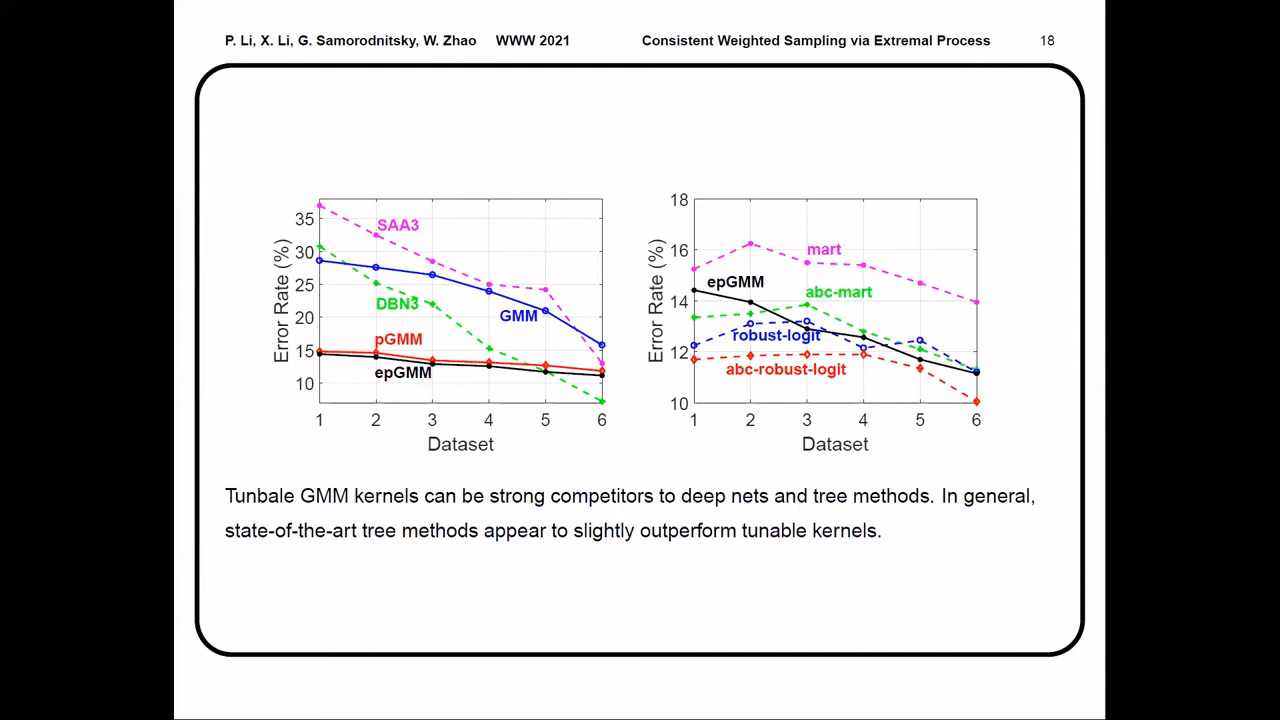 P. Li, X. Li, G. Samorodnitsky, W. Zhao WWW 2021 Consistent Weighted Sampling via Extremal Process 18
35
30
25
20
15
10
Error Rate (%)
SAA3
DBN3
GMM
pGMM
epGMM
1 2 3 4 5 6
Dataset
18
16
14
12
10
Error Rate (%)
mart
epGMM
abc-mart
robust-logit
abc-robust-logit
1 2 3 4 5 6
Dataset
Tunbale GMM kernels can be strong competitors to deep nets and tree methods. In general,
state-of-the-art tree methods appear to slightly outperform tunable kernels.